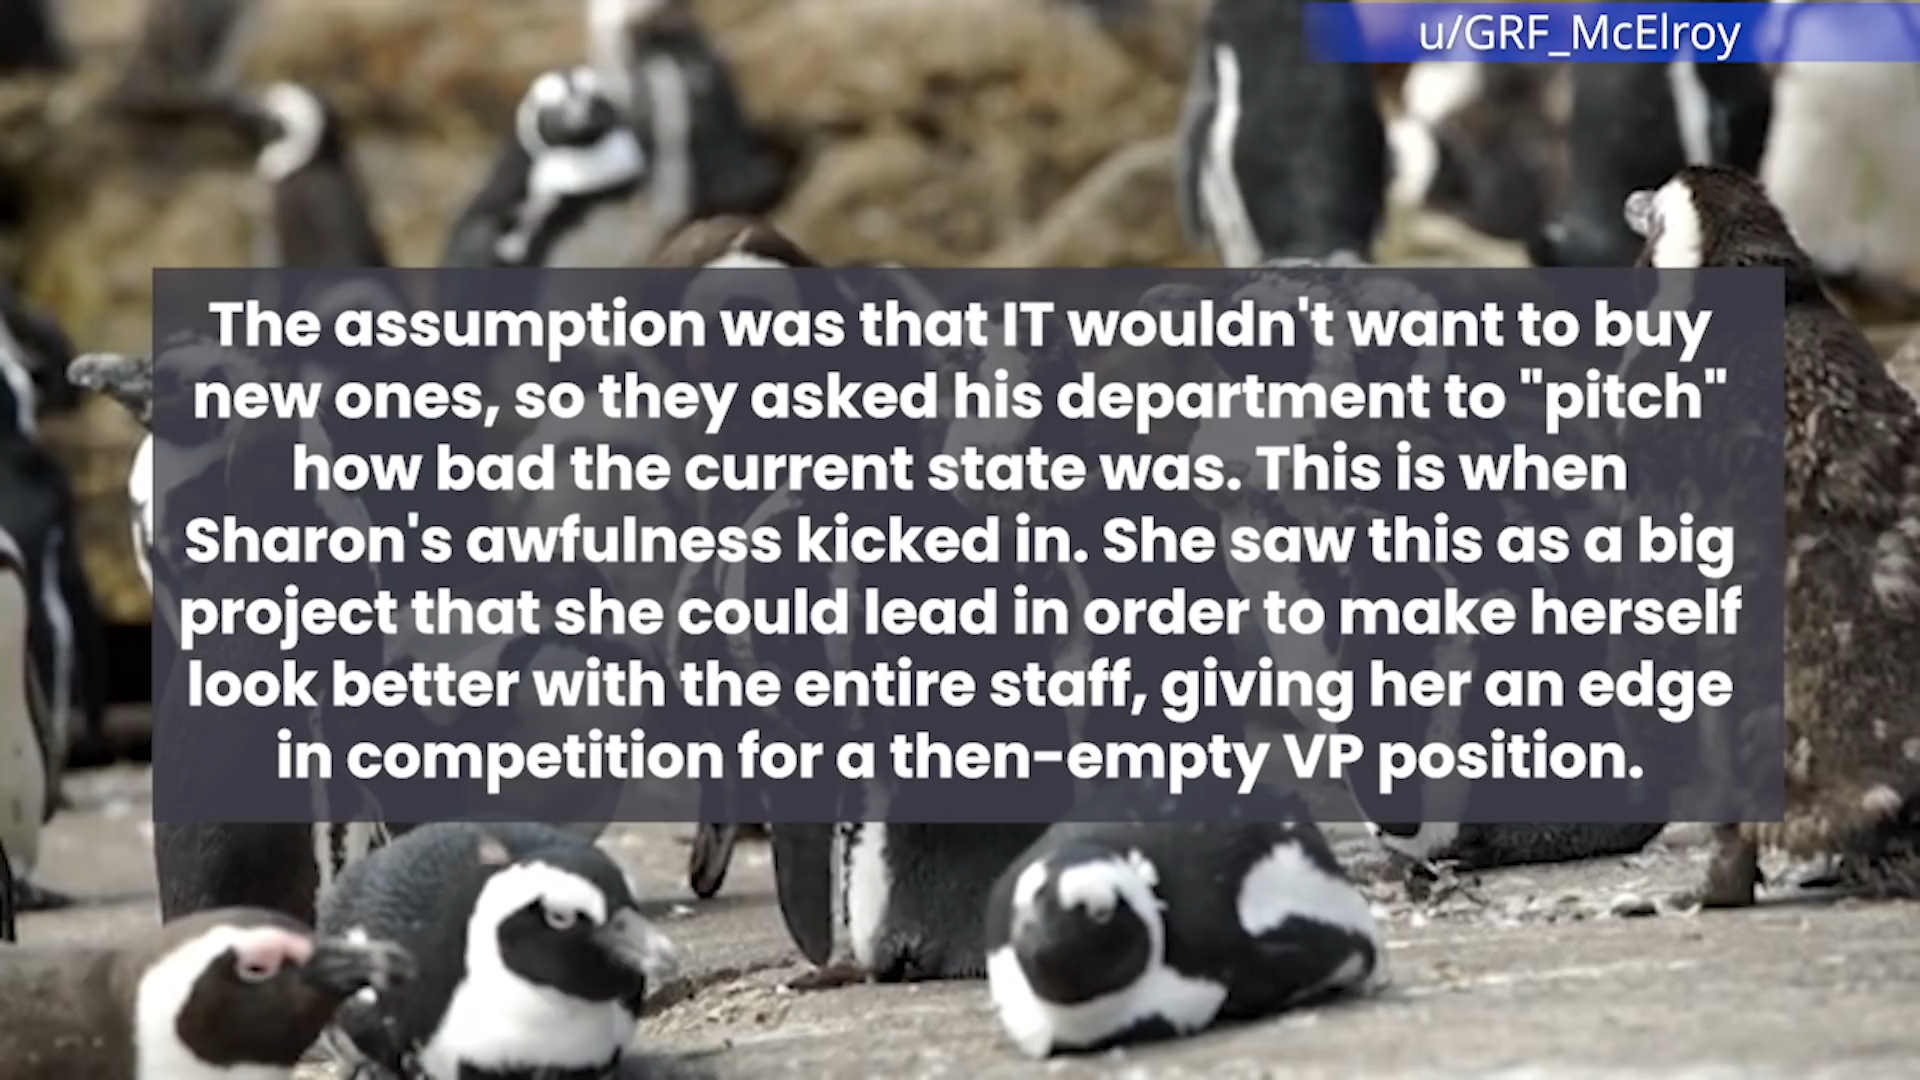 u/GRF_McElroy
The assumption was that IT wouldn't want to buy
new ones, so they asked his department to "pitch"
how bad the current state was. This is when
Sharon's awfulness kicked in. She saw this as a big
project that she could lead in order to make herself
look better with the entire staff, giving her an edge
in competition for a then-empty VP position.